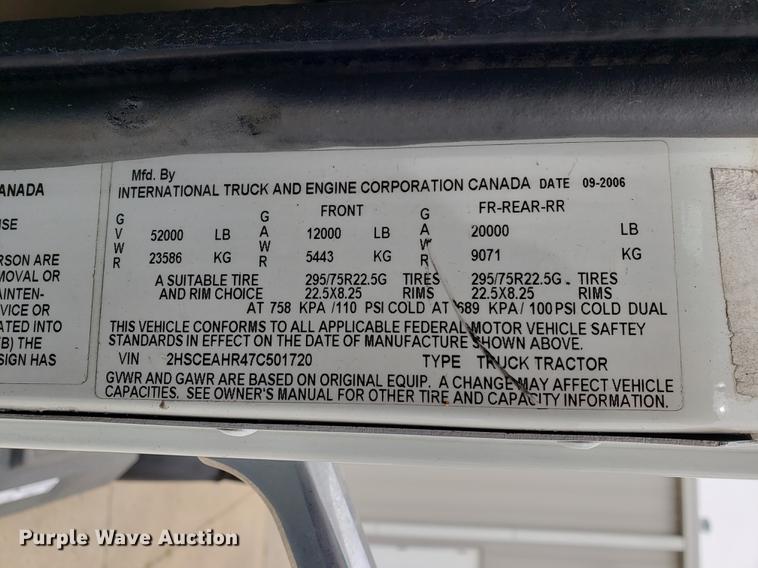 ANADA
SE
RSON ARE
MOVAL OR
AINTEN-
VICE OR
ATED INTO
B) THE
SIGN HAS
Mfd. By
INTERNATIONAL TRUCK AND ENGINE CORPORATION CANADA DATE 09-2006
FRONT FR-REAR-RR
GVWR 52000 LB GAWR 12000 LB GAWR 20000 LB
23586 KG 5443 KG 9071 KG
A SUITABLE TIRE 295/75R22.5G TIRES 295/75R22.5G TIRES
AND RIM CHOICE 22.5X8.25 RIMS 22.5X8.25 RIMS
AT 758 KPA /110 PSI COLD AT 689 KPA/ 100 PSI COLD DUAL
THIS VEHICLE CONFORMS TO ALL APPLICABLE FEDERAL MOTOR VEHICLE SAFTEY
STANDARDS IN EFFECT ON THE DATE OF MANUFACTURE SHOWN ABOVE.
VIN 2HSCEAHR47C501720 TYPE TRUCK TRACTOR
GVWR AND GAWR ARE BASED ON ORIGINAL EQUIP. A CHANGE MAY AFFECT VEHICLE
CAPACITIES. SEE OWNER'S MANUAL FOR OTHER TIRE AND CAPACITY INFORMATION.
Purple Wave Auction